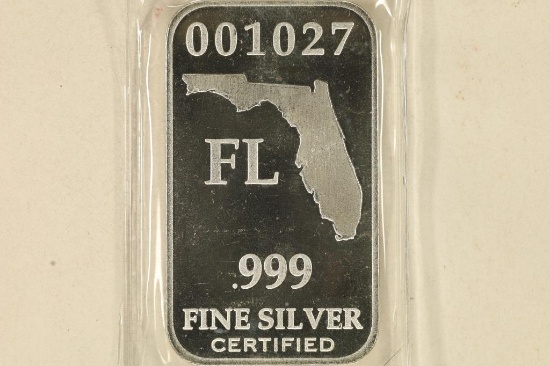 001027
FL
.999
FINE SILVER
CERTIFIED